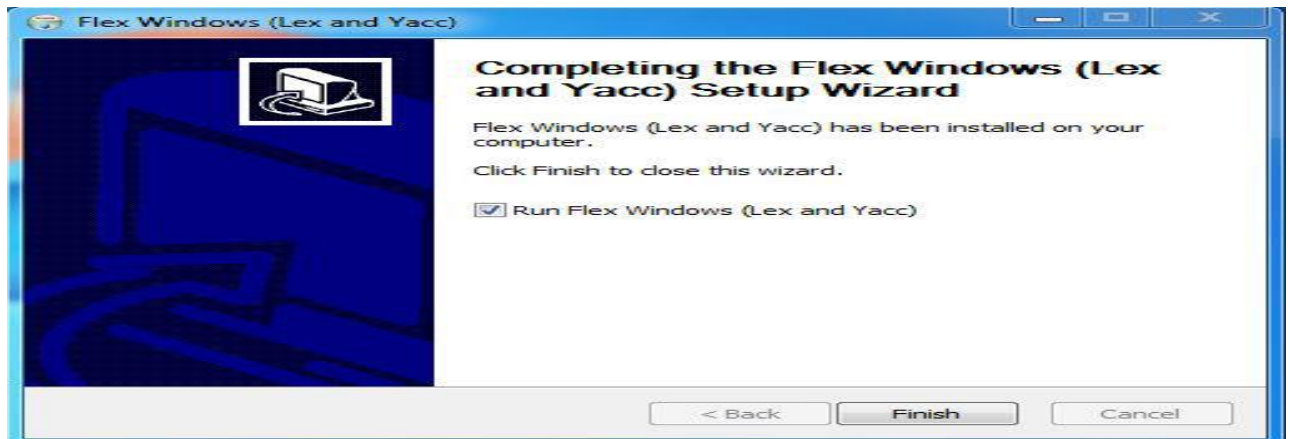 Flex Windows (Lex and Yacc)
Completing the Flex Windows (Lex
and Yacc) Setup Wizard
Flex Windows (Lex and Yacc) has been installed on your
computer.
Click Finish to close this wizard.
Run Flex Windows (Lex and Yacc)
< Back Finish Cancel